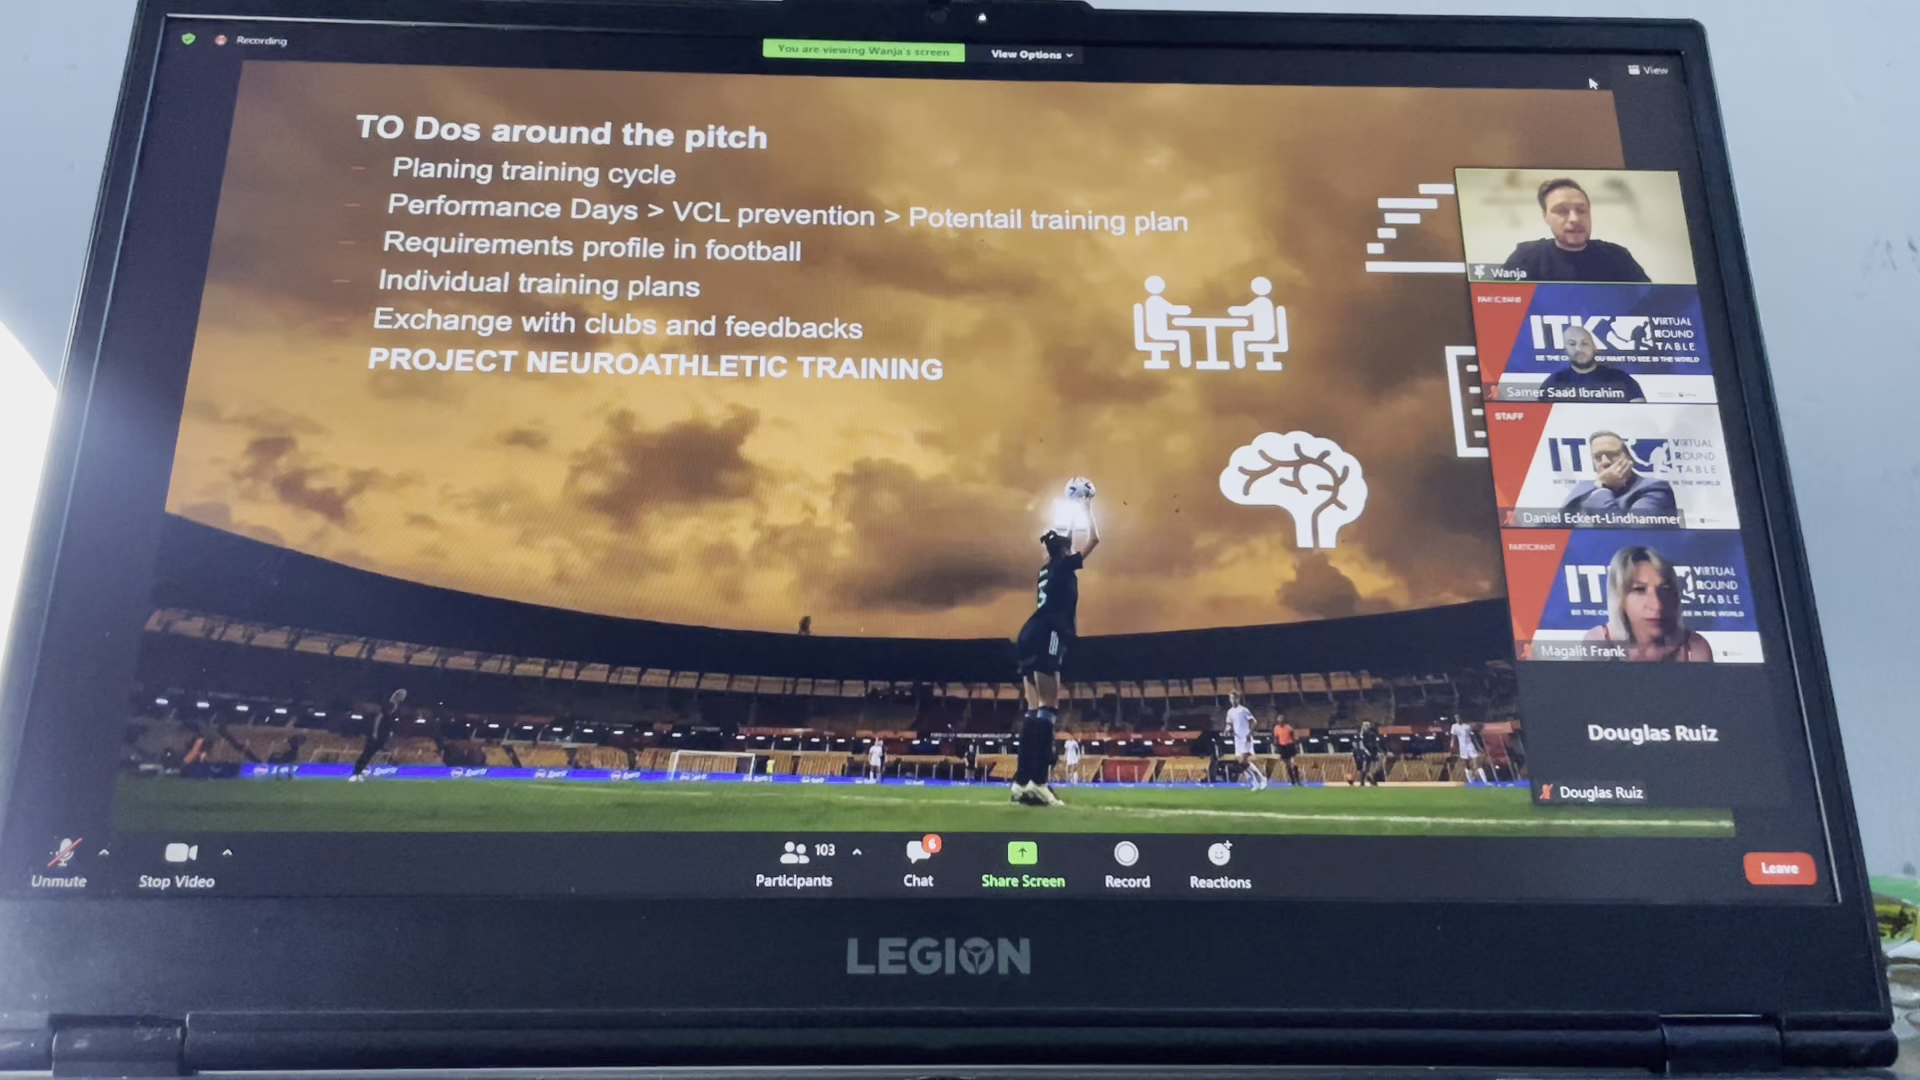 Recording
You are viewing Wanja's screen
View Options
View
TO Dos around the pitch
- Planing training cycle
- Performance Days > VCL prevention > Potentail training plan
- Requirements profile in football
- Individual training plans
Exchange with clubs and feedbacks
PROJECT NEUROATHLETIC TRAINING
Wanja
PARTICIPANT
ITK
VIRTUAL
ROUND
TABLE
Samer Saad Ibrahim
STAFF
VIRTUAL
ROUND
TABLE
Daniel Eckert-Lindhammer
PARTICIPANT
VIRTUAL
ROUND
TABLE
Magalit Frank
Douglas Ruiz
Douglas Ruiz
Unmute
Stop Video
103
Participants
6
Chat
Share Screen
Record
Reactions
Leave
LEGION